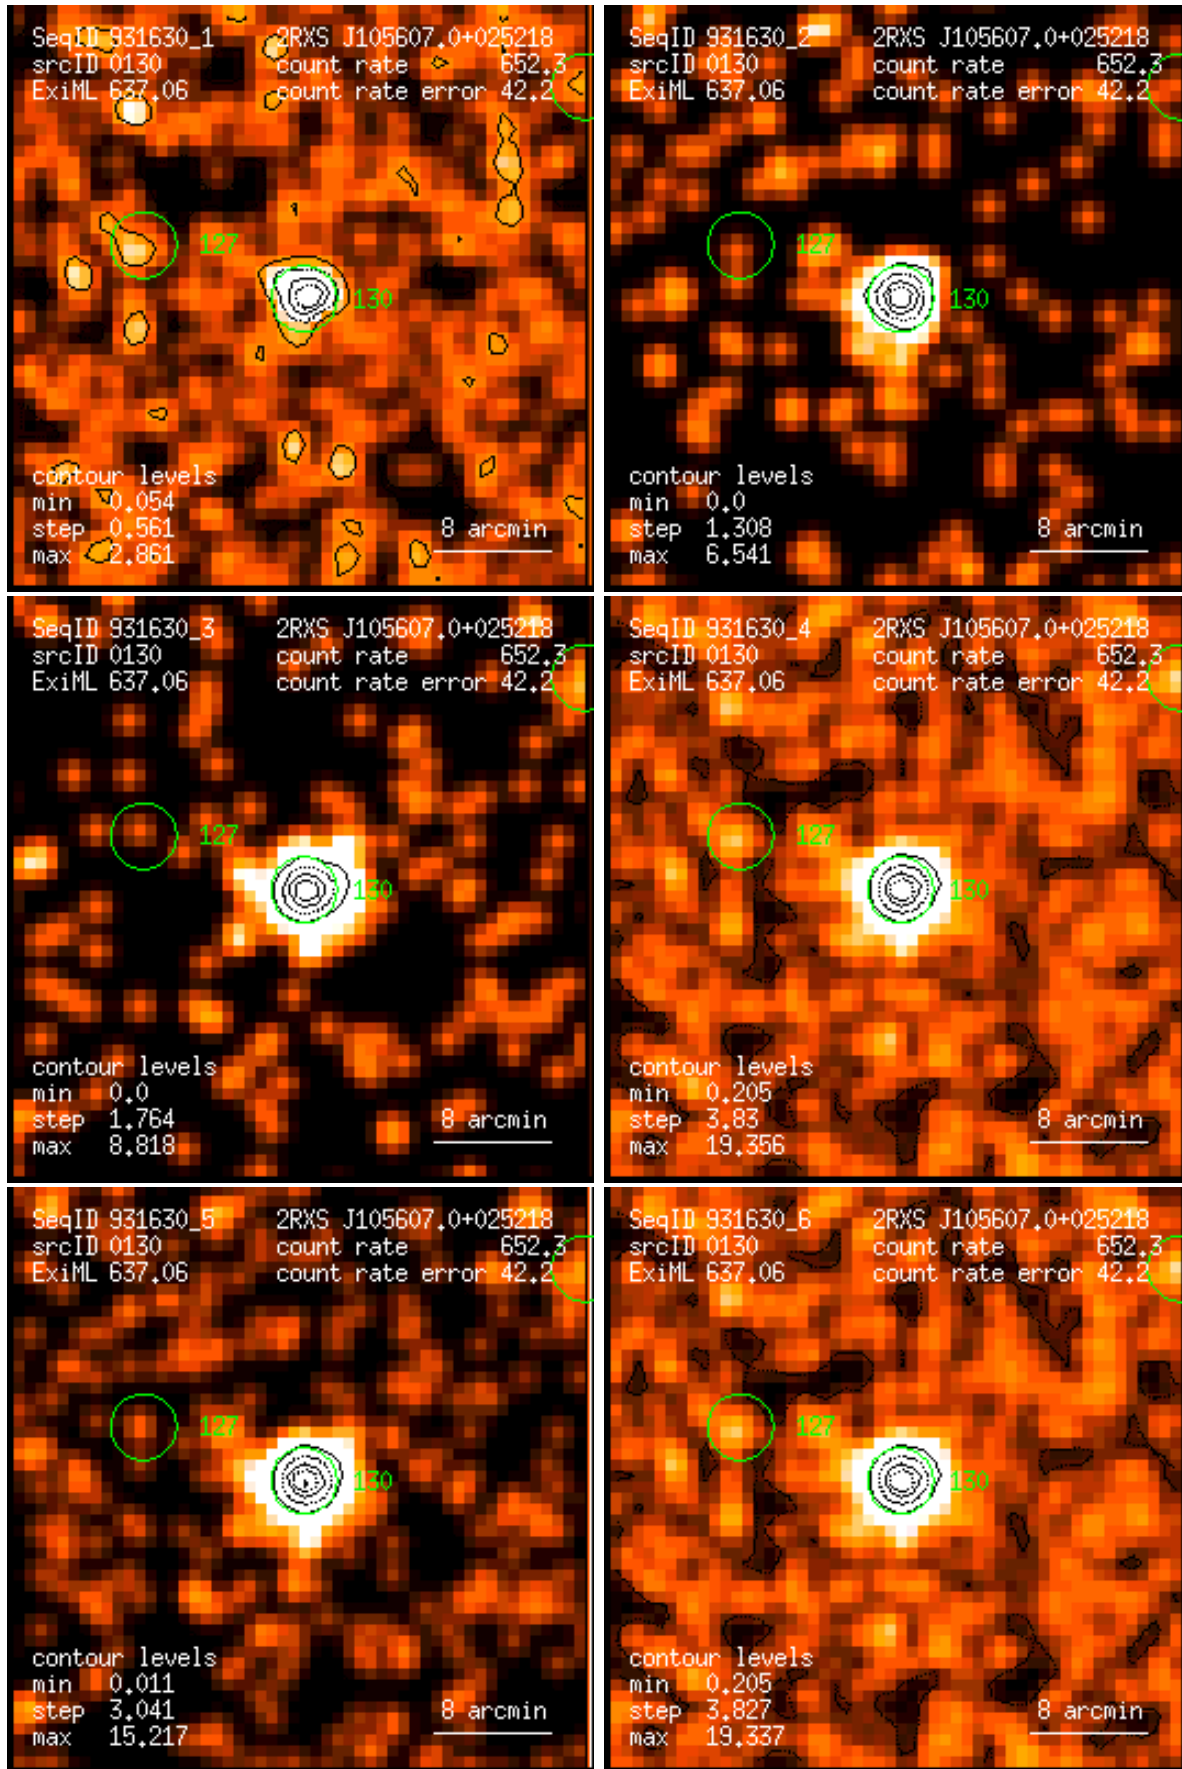 SeqID 931630_1 2RXS J105607.0+025218
srcID 0130 count rate 652.3
ExiML 637.06 count rate error 42.2
127
130
contour levels
min 0.054
step 0.561 8 arcmin
max 2.861
SeqID 931630_2 2RXS J105607.0+025218
srcID 0130 count rate 652.3
ExiML 637.06 count rate error 42.2
127
130
contour levels
min 0.0
step 1.308 8 arcmin
max 6.541
SeqID 931630_3 2RXS J105607.0+025218
srcID 0130 count rate 652.3
ExiML 637.06 count rate error 42.2
127
130
contour levels
min 0.0
step 1.764 8 arcmin
max 8.818
SeqID 931630_4 2RXS J105607.0+025218
srcID 0130 count rate 652.3
ExiML 637.06 count rate error 42.2
127
130
contour levels
min 0.205
step 3.83 8 arcmin
max 19.356
SeqID 931630_5 2RXS J105607.0+025218
srcID 0130 count rate 652.3
ExiML 637.06 count rate error 42.2
127
130
contour levels
min 0.011
step 3.041 8 arcmin
max 15.217
SeqID 931630_6 2RXS J105607.0+025218
srcID 0130 count rate 652.3
ExiML 637.06 count rate error 42.2
127
130
contour levels
min 0.205
step 3.827 8 arcmin
max 19.337